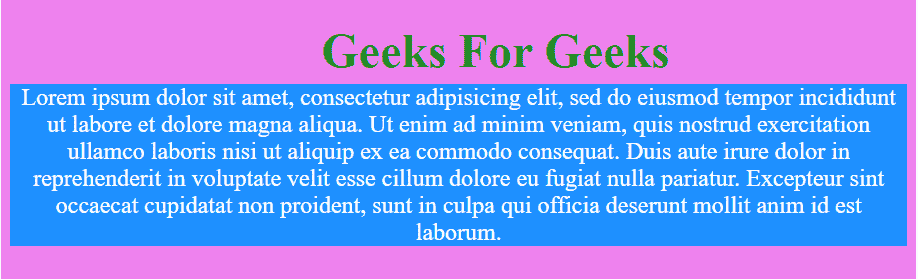 Geeks For Geeks
Lorem ipsum dolor sit amet, consectetur adipisicing elit, sed do eiusmod tempor incididunt
ut labore et dolore magna aliqua. Ut enim ad minim veniam, quis nostrud exercitation
ullamco laboris nisi ut aliquip ex ea commodo consequat. Duis aute irure dolor in
reprehenderit in voluptate velit esse cillum dolore eu fugiat nulla pariatur. Excepteur sint
occaecat cupidatat non proident, sunt in culpa qui officia deserunt mollit anim id est
laborum.